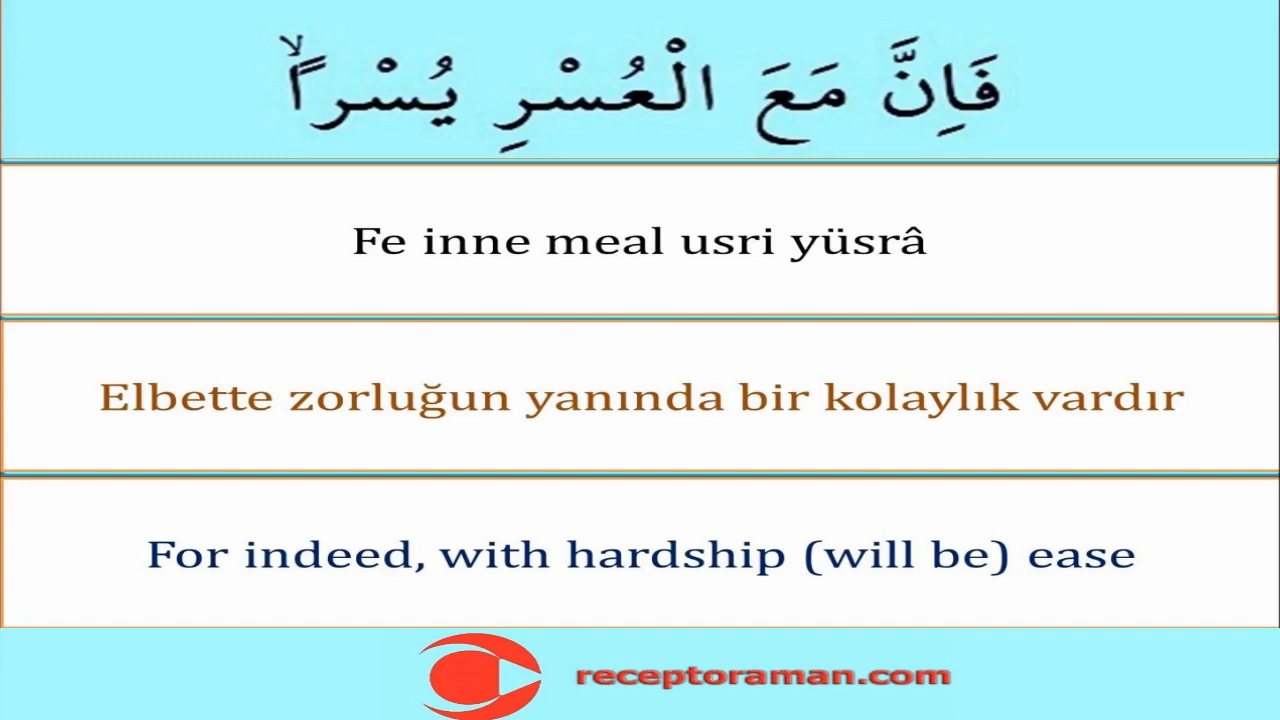 فَاِنَّ مَعَ الْعُسْرِ يُسْراًۙ
Fe inne meal usri yüsrâ
Elbette zorluğun yanında bir kolaylık vardır
For indeed, with hardship (will be) ease
receptoraman.com